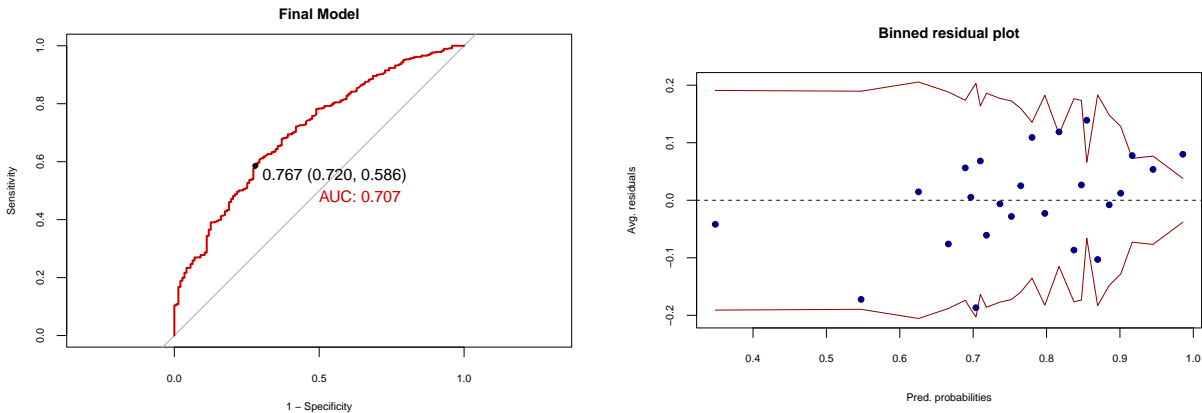 Final Model
Sensitivity
1.0
0.8
0.6
0.4
0.2
0.0
0.767 (0.720, 0.586)
AUC: 0.707
0.0 0.5 1.0
1 − Specificity
Binned residual plot
Avg. residuals
0.2
0.1
0.0
−0.1
−0.2
0.4 0.5 0.6 0.7 0.8 0.9 1.0
Pred. probabilities